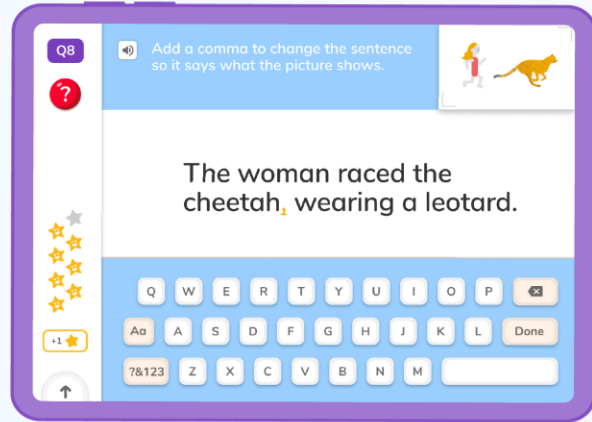 Q8
Add a comma to change the sentence
so it says what the picture shows.
?
The woman raced the
cheetah, wearing a leotard.
+1
Q W E R T Y U I O P
Aa A S D F G H J K L Done
?&123 Z X C V B N M